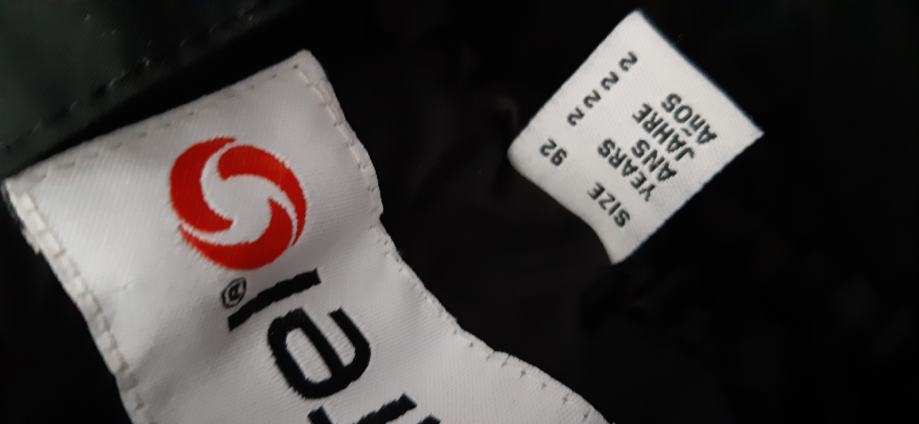 SIZE 92
YEARS 2
ANS 2
JAHRE 2
AñOS 2